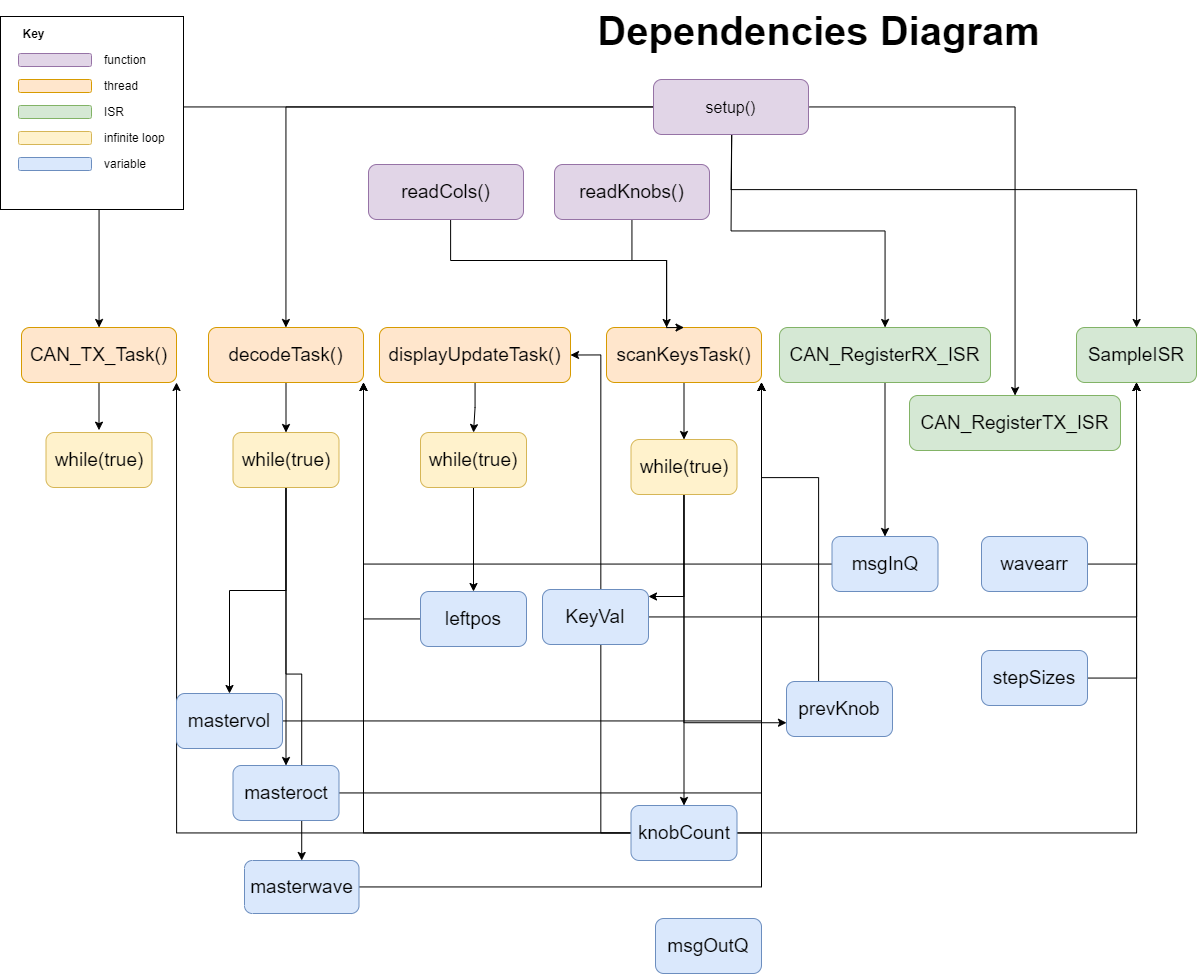 Dependencies Diagram
Key
function
thread
ISR
infinite loop
variable
setup()
readCols()
readKnobs()
CAN_TX_Task()
decodeTask()
displayUpdateTask()
scanKeysTask()
CAN_RegisterRX_ISR
SampleISR
CAN_RegisterTX_ISR
while(true)
while(true)
while(true)
while(true)
msgInQ
wavearr
leftpos
KeyVal
stepSizes
mastervol
prevKnob
masteroct
knobCount
masterwave
msgOutQ